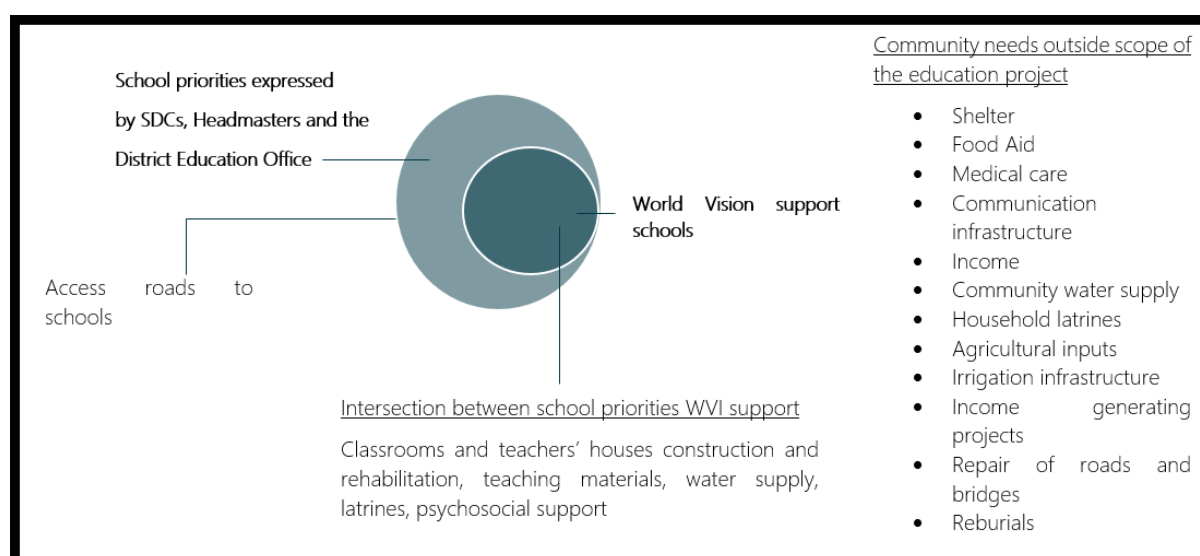 School priorities expressed
by SDCs, Headmasters and the
District Education Office
World Vision support
schools
Access roads to
schools
Intersection between school priorities WVI support
Classrooms and teachers’ houses construction and
rehabilitation, teaching materials, water supply,
latrines, psychosocial support
Community needs outside scope of
the education project
• Shelter
• Food Aid
• Medical care
• Communication
infrastructure
• Income
• Community water supply
• Household latrines
• Agricultural inputs
• Irrigation infrastructure
• Income generating
projects
• Repair of roads and
bridges
• Reburials